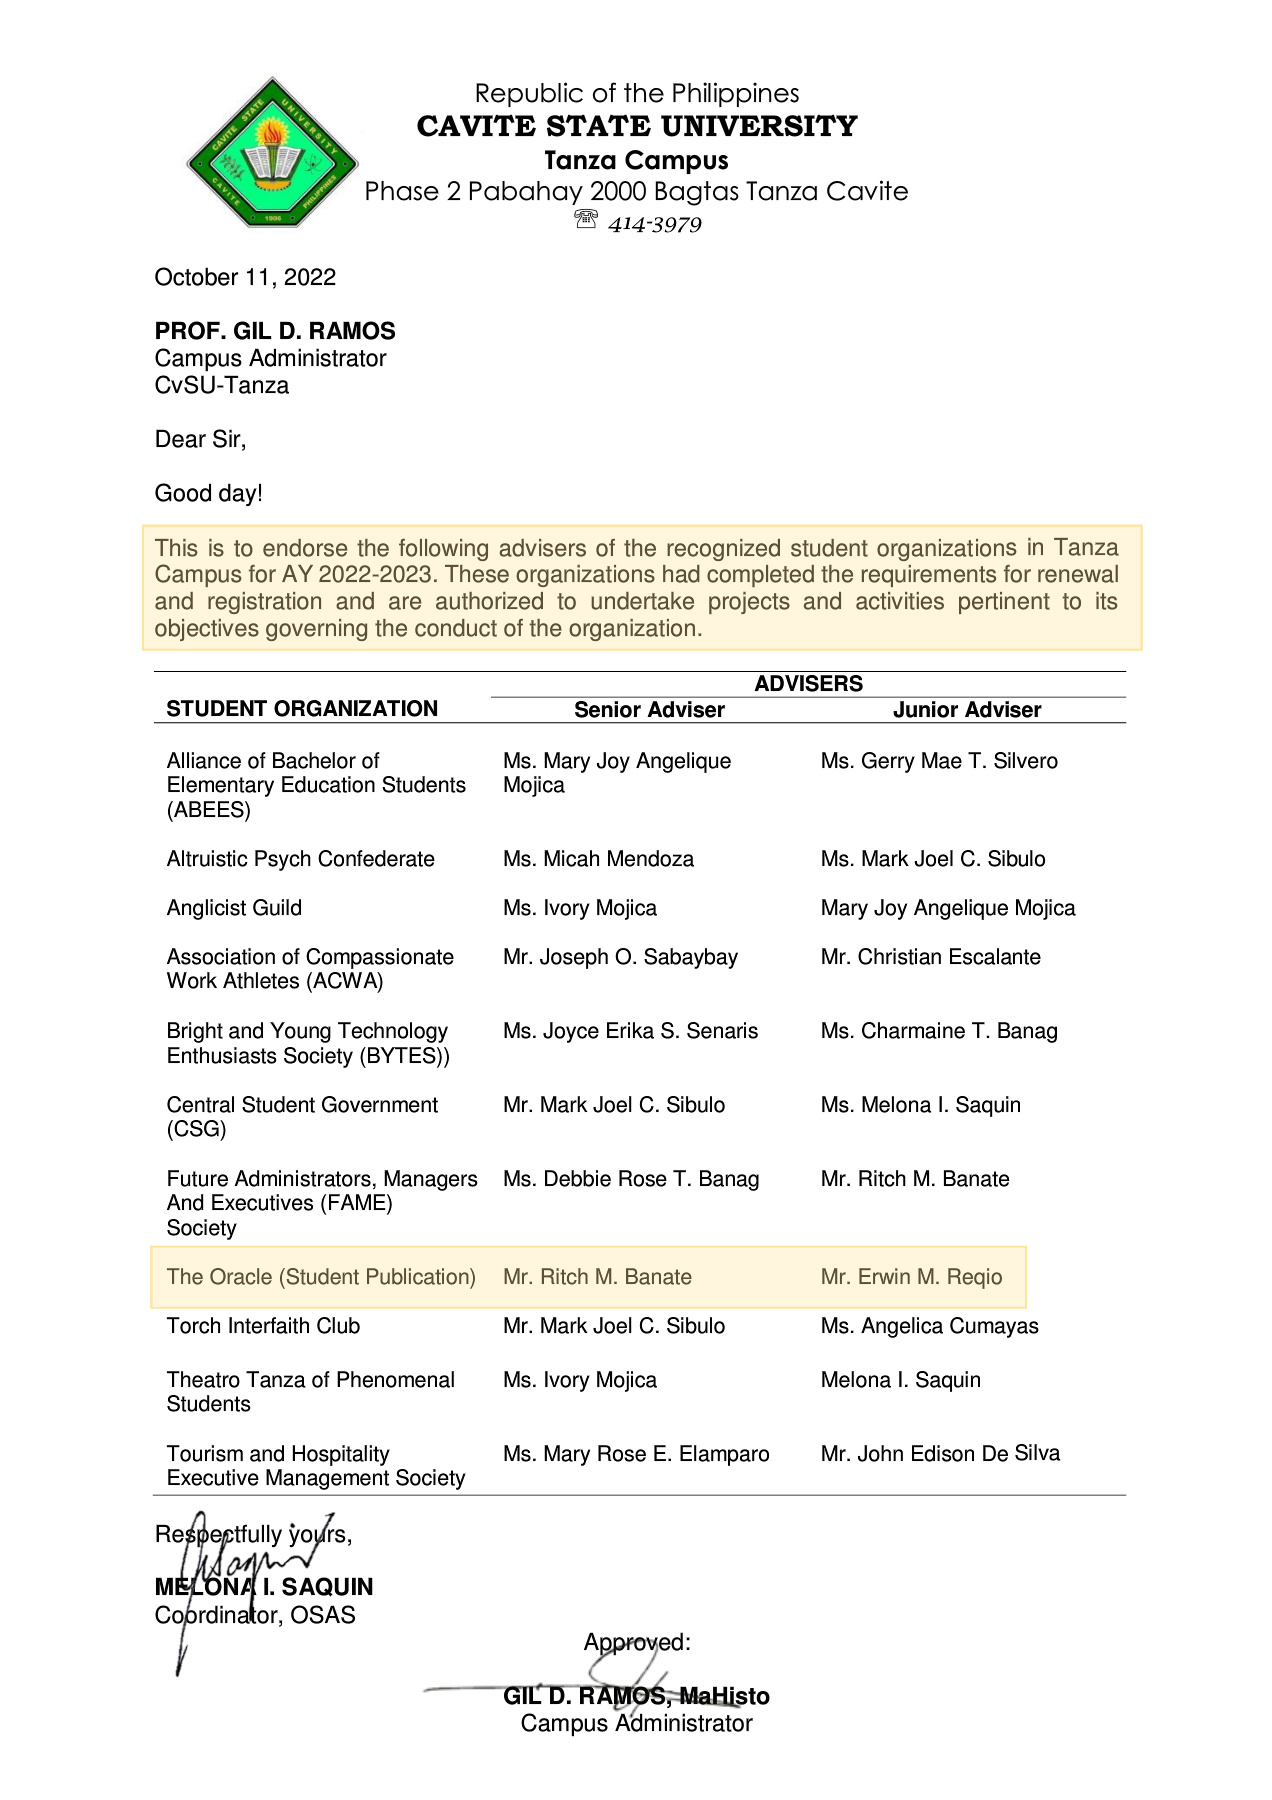 Republic of the Philippines
CAVITE STATE UNIVERSITY
Tanza Campus
Phase 2 Pabahay 2000 Bagtas Tanza Cavite
☏ 414-3979
CAVITE STATE UNIVERSITY
CAVITE PHILIPPINES
1906
October 11, 2022
PROF. GIL D. RAMOS
Campus Administrator
CvSU-Tanza
Dear Sir,
Good day!
This is to endorse the following advisers of the recognized student organizations in Tanza
Campus for AY 2022-2023. These organizations had completed the requirements for renewal
and registration and are authorized to undertake projects and activities pertinent to its
objectives governing the conduct of the organization.
ADVISERS
STUDENT ORGANIZATION Senior Adviser Junior Adviser
Alliance of Bachelor of Ms. Mary Joy Angelique Ms. Gerry Mae T. Silvero
Elementary Education Students Mojica
(ABEES)
Altruistic Psych Confederate Ms. Micah Mendoza Ms. Mark Joel C. Sibulo
Anglicist Guild Ms. Ivory Mojica Mary Joy Angelique Mojica
Association of Compassionate Mr. Joseph O. Sabaybay Mr. Christian Escalante
Work Athletes (ACWA)
Bright and Young Technology Ms. Joyce Erika S. Senaris Ms. Charmaine T. Banag
Enthusiasts Society (BYTES))
Central Student Government Mr. Mark Joel C. Sibulo Ms. Melona I. Saquin
(CSG)
Future Administrators, Managers Ms. Debbie Rose T. Banag Mr. Ritch M. Banate
And Executives (FAME)
Society
The Oracle (Student Publication) Mr. Ritch M. Banate Mr. Erwin M. Reqio
Torch Interfaith Club Mr. Mark Joel C. Sibulo Ms. Angelica Cumayas
Theatro Tanza of Phenomenal Ms. Ivory Mojica Melona I. Saquin
Students
Tourism and Hospitality Ms. Mary Rose E. Elamparo Mr. John Edison De Silva
Executive Management Society
Respectfully yours,
MELONA I. SAQUIN
Coordinator, OSAS
Approved:
GIL D. RAMOS, MaHisto
Campus Administrator